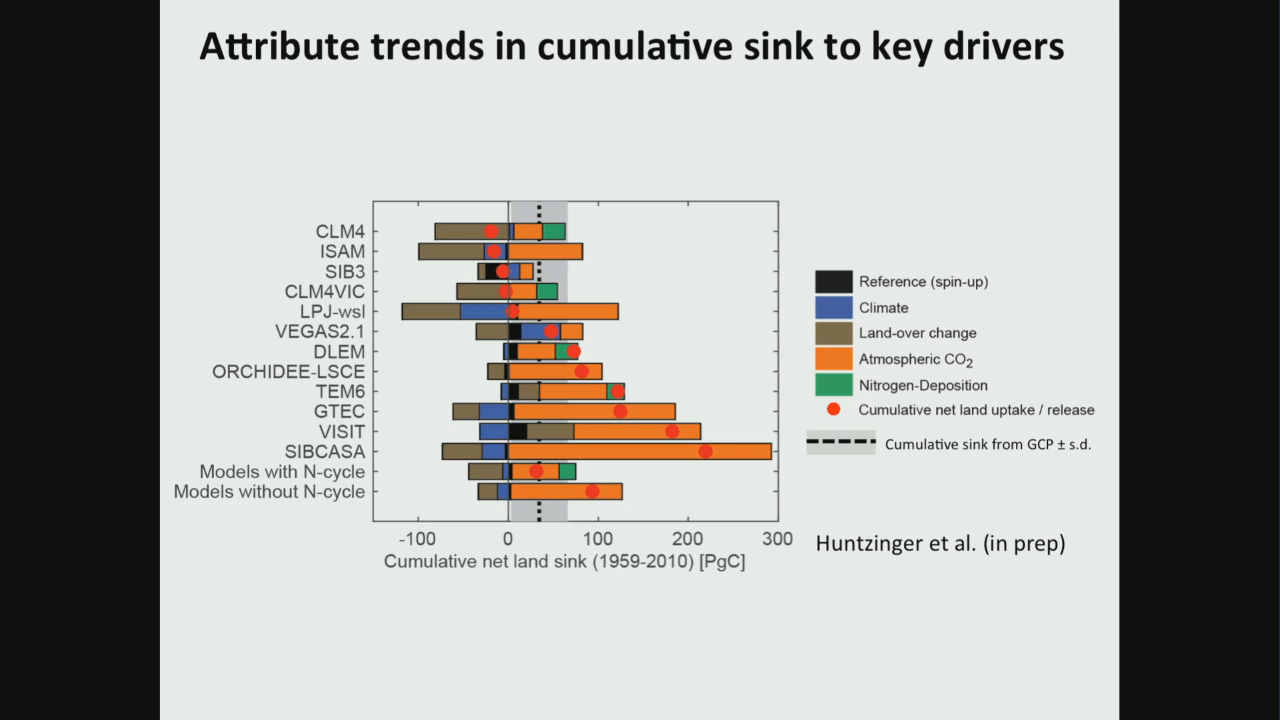 Attribute trends in cumulative sink to key drivers
CLM4
ISAM
SIB3
CLM4VIC
LPJ-wsl
VEGAS2.1
DLEM
ORCHIDEE-LSCE
TEM6
GTEC
VISIT
SIBCASA
Models with N-cycle
Models without N-cycle
-100 0 100 200 300
Cumulative net land sink (1959-2010) [PgC]
Reference (spin-up)
Climate
Land-over change
Atmospheric CO₂
Nitrogen-Deposition
Cumulative net land uptake / release
Cumulative sink from GCP ± s.d.
Huntzinger et al. (in prep)